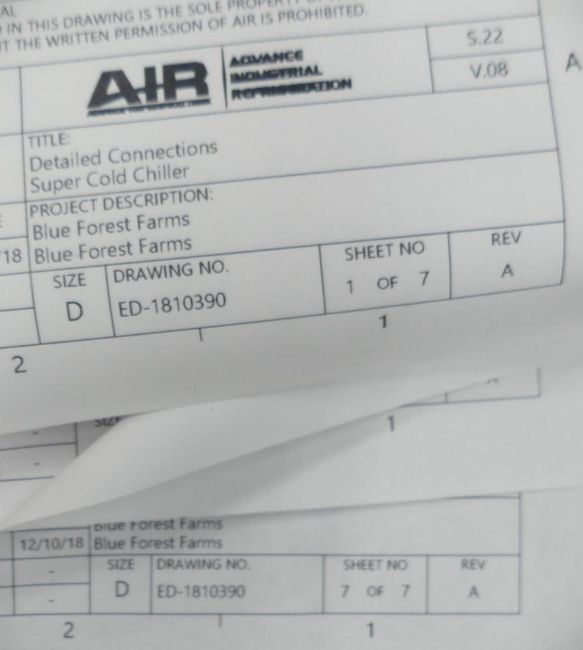 AL
IN THIS DRAWING IS THE SOLE PROPERTY
T THE WRITTEN PERMISSION OF AIR IS PROHIBITED.
AIR
ADVANCE
INDUSTRIAL
REFRIGERATION
S.22
V.08
A
TITLE:
Detailed Connections
Super Cold Chiller
PROJECT DESCRIPTION:
Blue Forest Farms
/18 Blue Forest Farms
SIZE DRAWING NO. SHEET NO REV
D ED-1810390 1 OF 7 A
2 1
SIZE
-
-
1
Blue Forest Farms
12/10/18 Blue Forest Farms
- SIZE DRAWING NO. SHEET NO REV
- D ED-1810390 7 OF 7 A
2 1